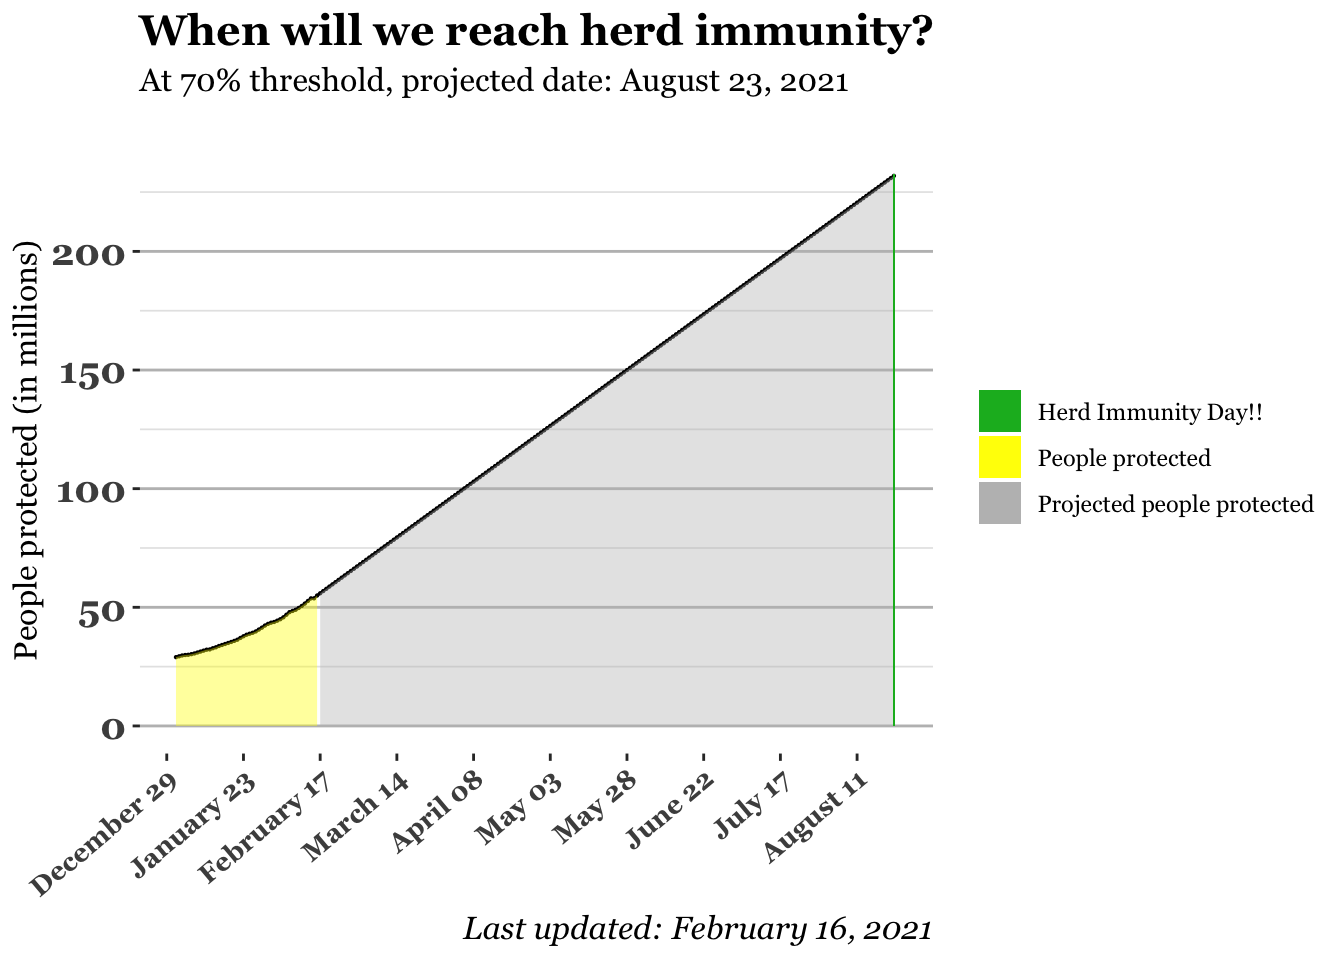 When will we reach herd immunity?
At 70% threshold, projected date: August 23, 2021
People protected (in millions)
200
150
100
50
0
December 29
January 23
February 17
March 14
April 08
May 03
May 28
June 22
July 17
August 11
Herd Immunity Day!!
People protected
Projected people protected
Last updated: February 16, 2021